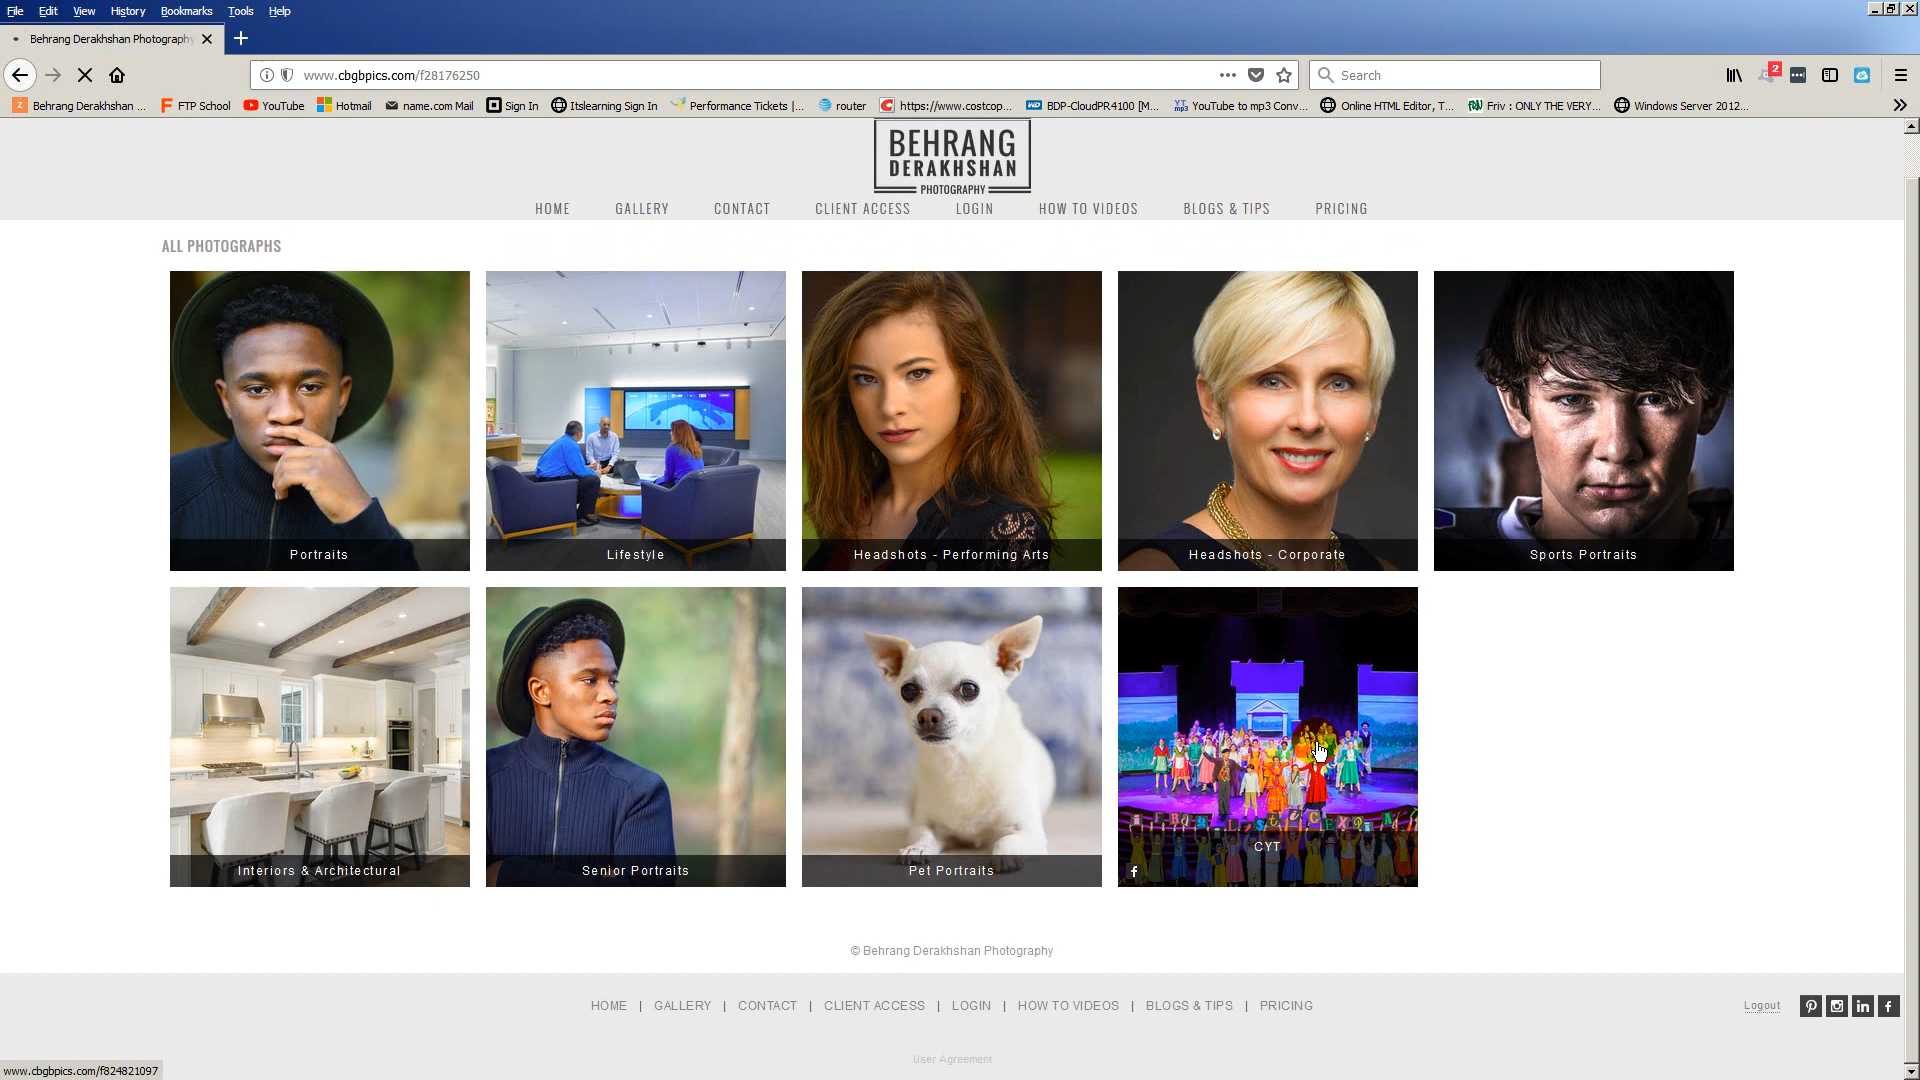 File Edit View History Bookmarks Tools Help
Behrang Derakhshan Photography
www.cbgbpics.com/f28176250
Search
2
Behrang Derakhshan ... FTP School YouTube Hotmail name.com Mail Sign In Itslearning Sign In Performance Tickets |... router https://www.costcop... BDP-CloudPR4100 [M... YouTube to mp3 Conv... Online HTML Editor, T... Friv : ONLY THE VERY... Windows Server 2012...
BEHRANG
DERAKHSHAN
PHOTOGRAPHY
HOME GALLERY CONTACT CLIENT ACCESS LOGIN HOW TO VIDEOS BLOGS & TIPS PRICING
ALL PHOTOGRAPHS
Portraits Lifestyle Headshots - Performing Arts Headshots - Corporate Sports Portraits
CYT
Interiors & Architectural Senior Portraits Pet Portraits
© Behrang Derakhshan Photography
HOME | GALLERY | CONTACT | CLIENT ACCESS | LOGIN | HOW TO VIDEOS | BLOGS & TIPS | PRICING
Logout
User Agreement
www.cbgbpics.com/f824821097